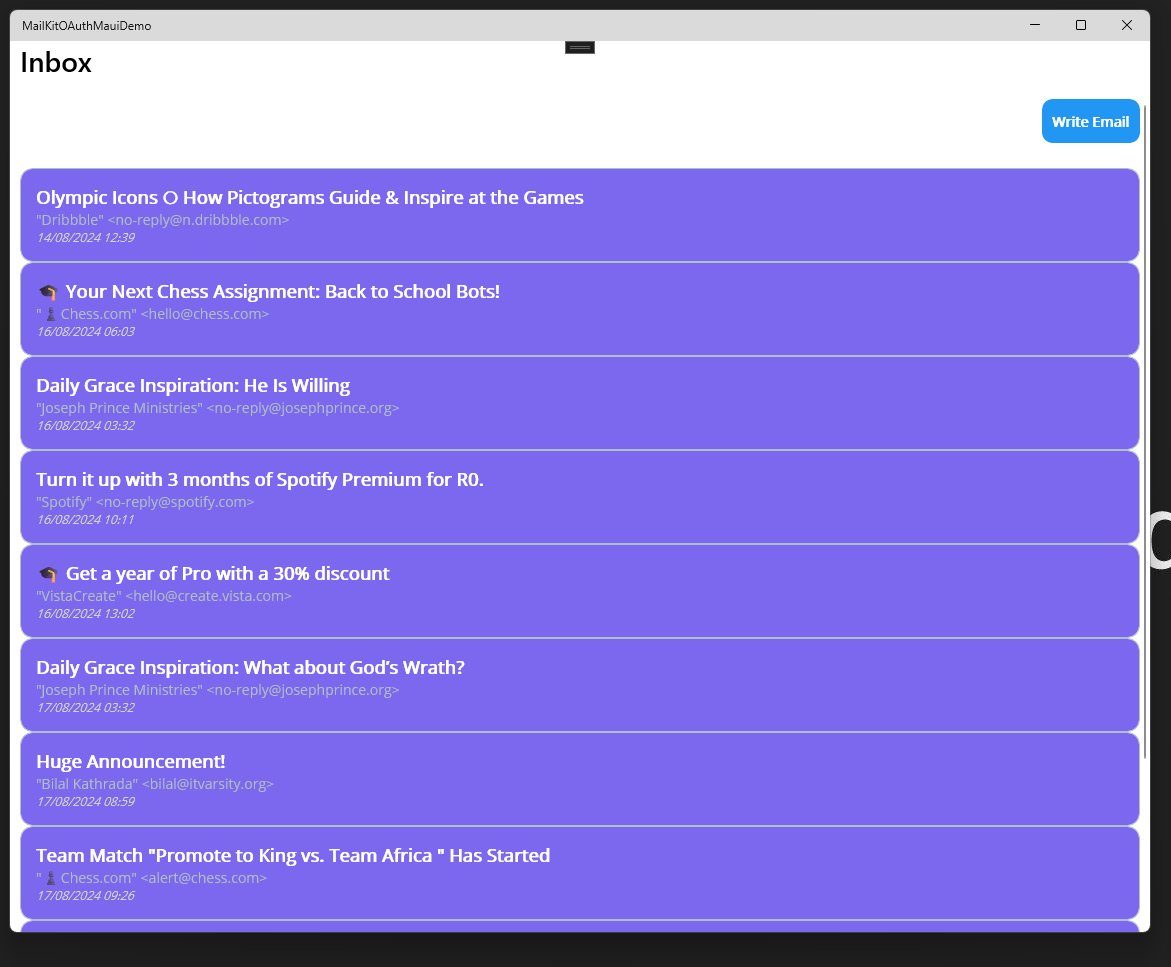 MailKitOAuthMauiDemo
Inbox
Write Email
Olympic Icons O How Pictograms Guide & Inspire at the Games
"Dribbble" <no-reply@n.dribbble.com>
14/08/2024 12:39
🎓 Your Next Chess Assignment: Back to School Bots!
"♟️ Chess.com" <hello@chess.com>
16/08/2024 06:03
Daily Grace Inspiration: He Is Willing
"Joseph Prince Ministries" <no-reply@josephprince.org>
16/08/2024 03:32
Turn it up with 3 months of Spotify Premium for R0.
"Spotify" <no-reply@spotify.com>
16/08/2024 10:11
🎓 Get a year of Pro with a 30% discount
"VistaCreate" <hello@create.vista.com>
16/08/2024 13:02
Daily Grace Inspiration: What about God’s Wrath?
"Joseph Prince Ministries" <no-reply@josephprince.org>
17/08/2024 03:32
Huge Announcement!
"Bilal Kathrada" <bilal@itvarsity.org>
17/08/2024 08:59
Team Match "Promote to King vs. Team Africa " Has Started
"♟️ Chess.com" <alert@chess.com>
17/08/2024 09:26